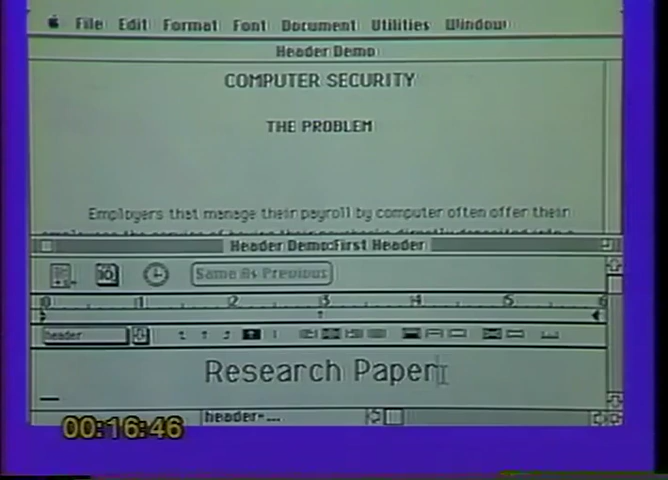 File Edit Format Font Document Utilities Window
Header Demo
COMPUTER SECURITY
THE PROBLEM
Employers that manage their payroll by computer often offer their
Header Demo:First Header
Same As Previous
0 1 2 3 4 5 6
header
Research Paper
header-...
00:16:46